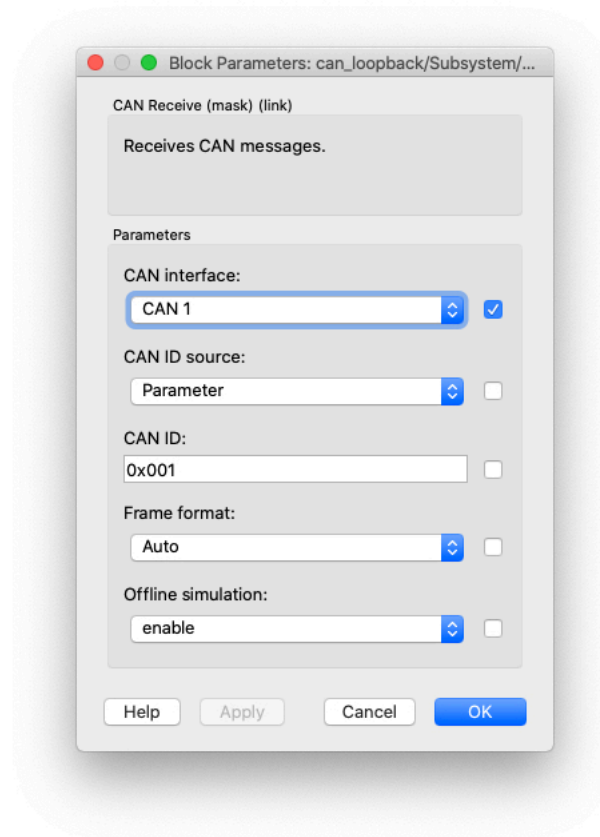 Block Parameters: can_loopback/Subsystem/...
CAN Receive (mask) (link)
Receives CAN messages.
Parameters
CAN interface:
CAN 1
CAN ID source:
Parameter
CAN ID:
0x001
Frame format:
Auto
Offline simulation:
enable
Help Apply Cancel OK